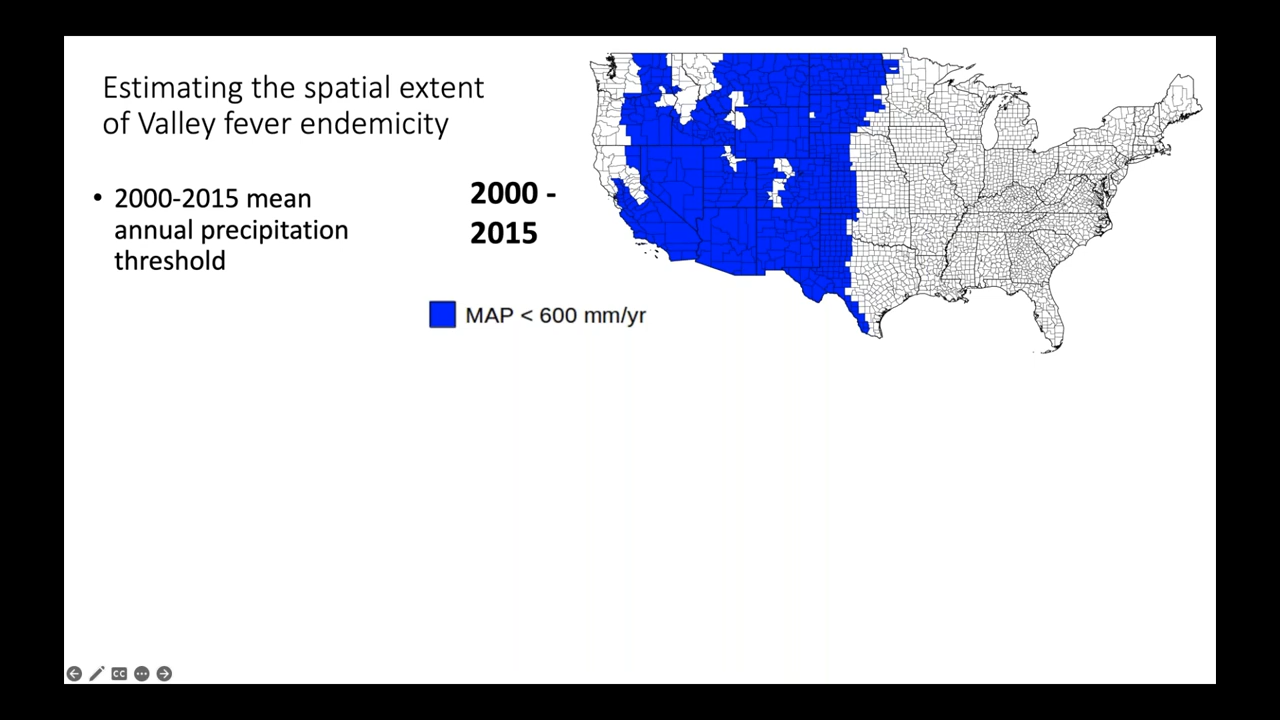 Estimating the spatial extent
of Valley fever endemicity
• 2000-2015 mean
annual precipitation
threshold
2000 -
2015
MAP < 600 mm/yr
CC